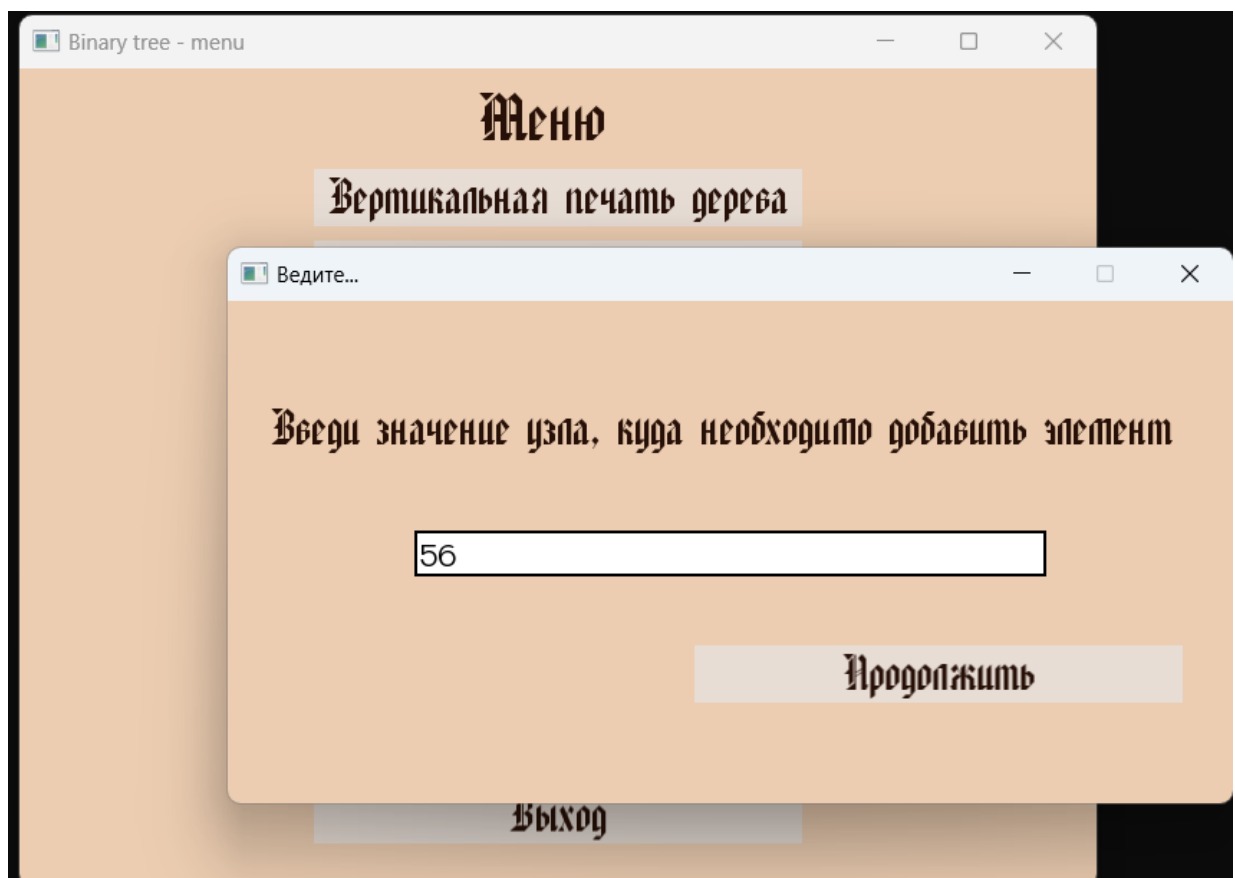 Binary tree - menu
Меню
Вертикальная печать дерева
Ведите...
Введи значение узла, куда необходимо добавить элемент
56
Продолжить
Выход